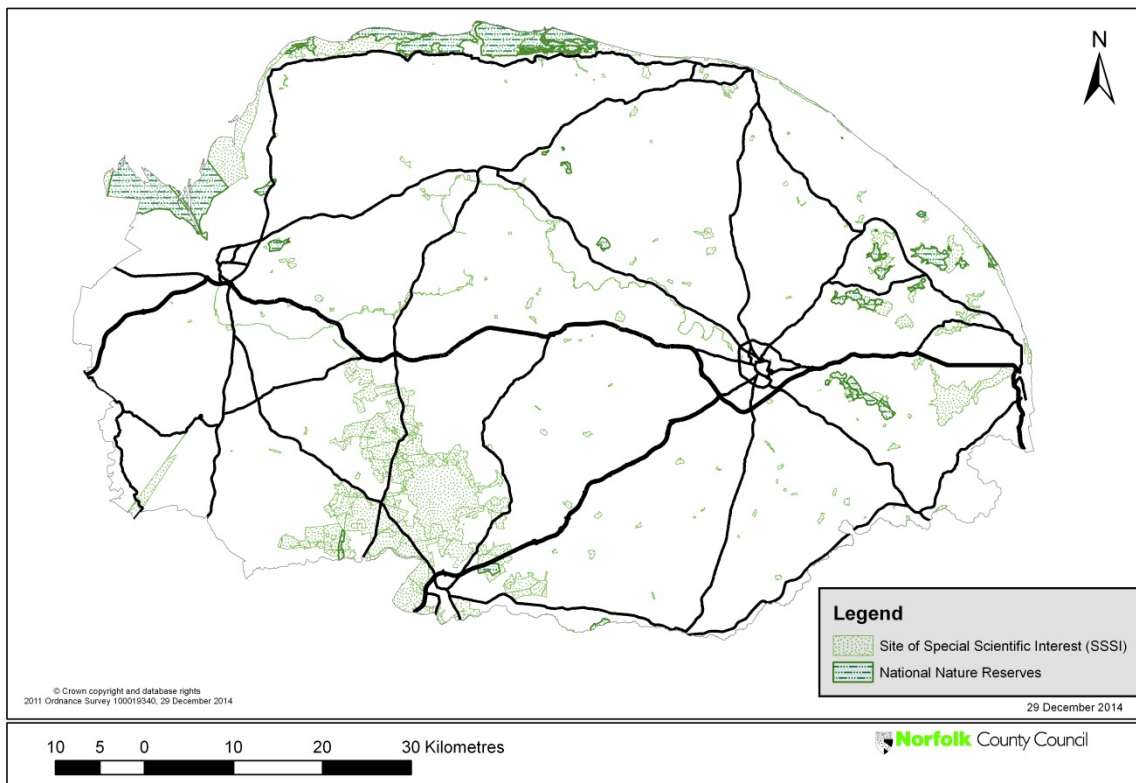 N
Legend
Site of Special Scientific Interest (SSSI)
National Nature Reserves
© Crown copyright and database rights
2011 Ordnance Survey 100019340, 29 December 2014
29 December 2014
10 5 0 10 20 30 Kilometres
Norfolk County Council